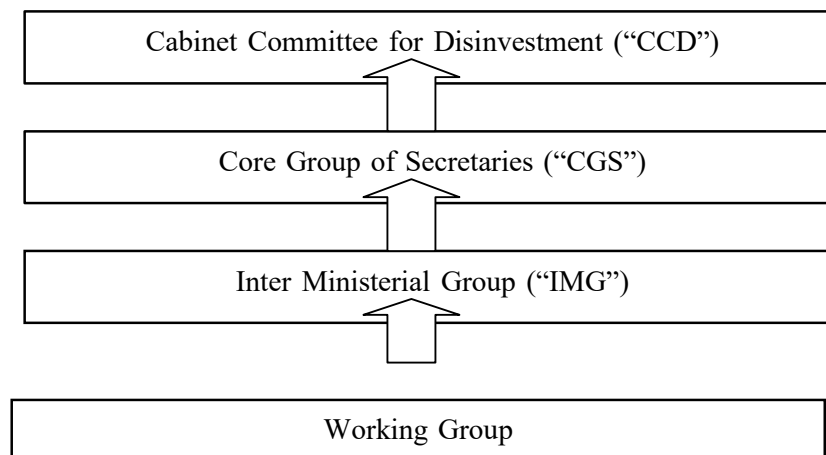 Cabinet Committee for Disinvestment (“CCD”)
Core Group of Secretaries (“CGS”)
Inter Ministerial Group (“IMG”)
Working Group